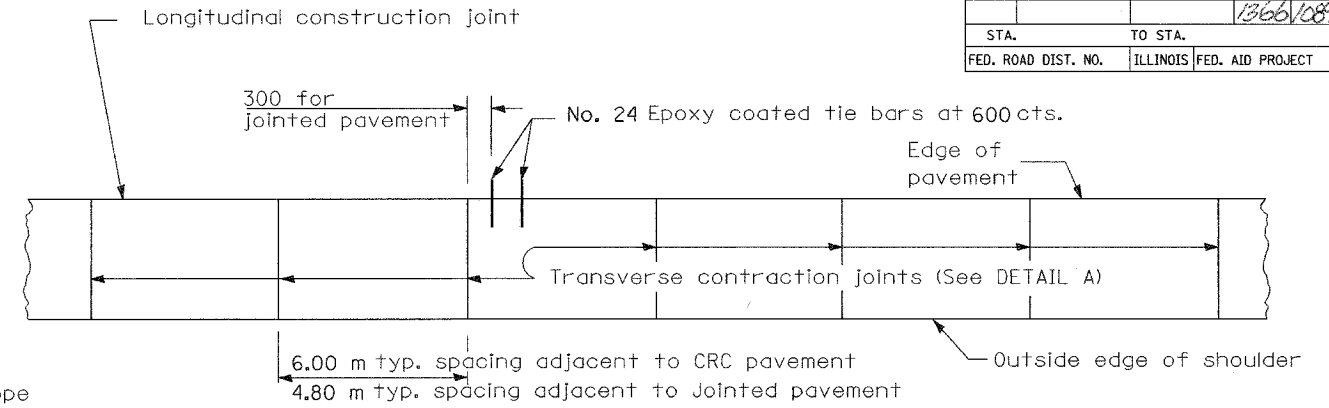 1366 108
STA. TO STA.
FED. ROAD DIST. NO. ILLINOIS FED. AID PROJECT
Longitudinal construction joint
300 for
jointed pavement
No. 24 Epoxy coated tie bars at 600 cts.
Edge of
pavement
Transverse contraction joints (See DETAIL A)
6.00 m typ. spacing adjacent to CRC pavement
4.80 m typ. spacing adjacent to Jointed pavement
Outside edge of shoulder